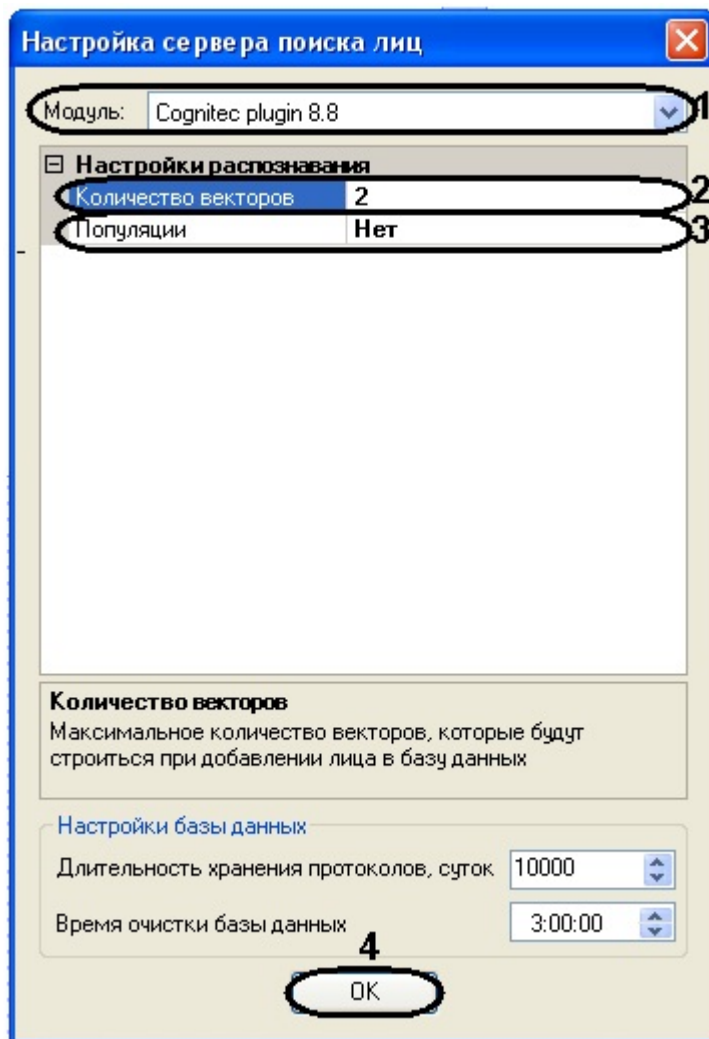 Настройка сервера поиска лиц
Модуль: Cognitec plugin 8.8 1
Настройки распознавания
Количество векторов 2 2
Популяции Нет 3
Количество векторов
Максимальное количество векторов, которые будут
строиться при добавлении лица в базу данных
Настройки базы данных
Длительность хранения протоколов, суток 10000
Время очистки базы данных 3:00:00
4
OK